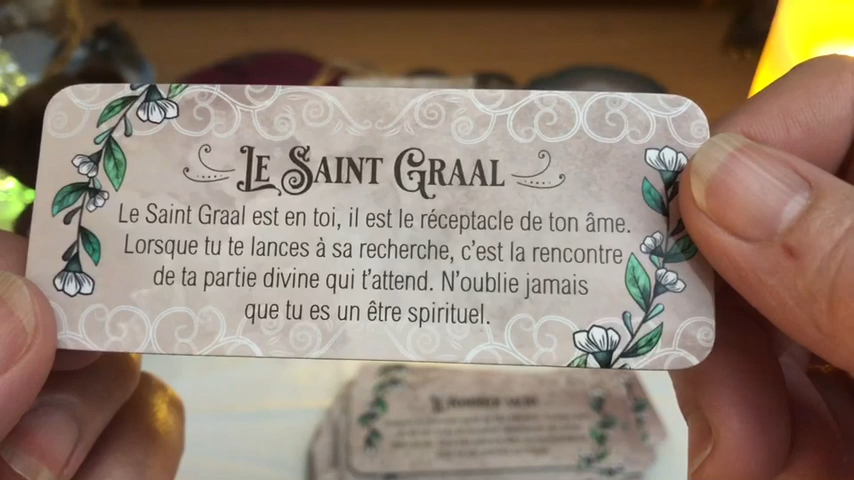 Le Saint Graal
Le Saint Graal est en toi, il est le réceptacle de ton âme.
Lorsque tu te lances à sa recherche, c’est la rencontre
de ta partie divine qui t’attend. N’oublie jamais
que tu es un être spirituel.